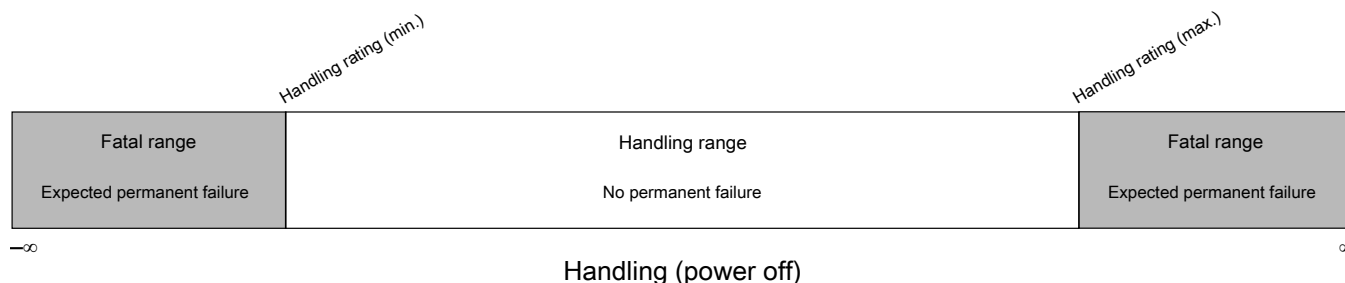 Handling rating (min.)
Handling rating (max.)
Fatal range
Handling range
Fatal range
Expected permanent failure
No permanent failure
Expected permanent failure
–∞
Handling (power off)